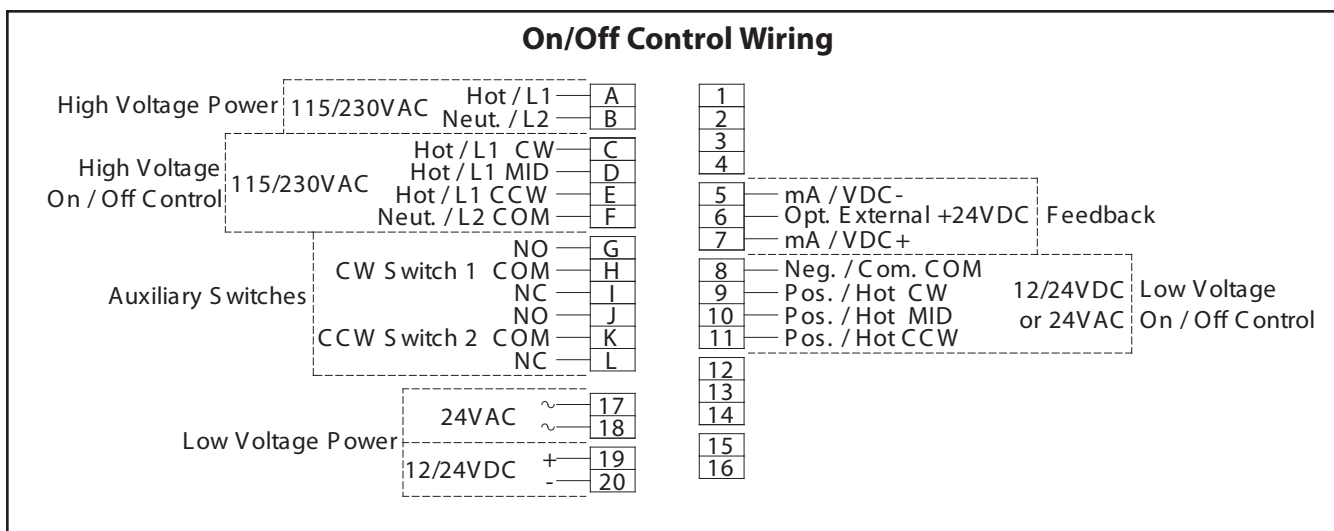 On/Off Control Wiring
High Voltage Power 115/230VAC Hot / L1 A
Neut. / L2 B
High Voltage On / Off Control 115/230VAC Hot / L1 CW C
Hot / L1 MID D
Hot / L1 CCW E
Neut. / L2 COM F
Auxiliary Switches
NO G
CW Switch 1 COM H
NC I
NO J
CCW Switch 2 COM K
NC L
Low Voltage Power
24VAC ~ 17
~ 18
12/24VDC + 19
- 20
1
2
3
4
5 mA / VDC-
6 Opt. External +24VDC Feedback
7 mA / VDC+
8 Neg. / Com. COM
9 Pos. / Hot CW 12/24VDC Low Voltage
10 Pos. / Hot MID or 24VAC On / Off Control
11 Pos. / Hot CCW
12
13
14
15
16